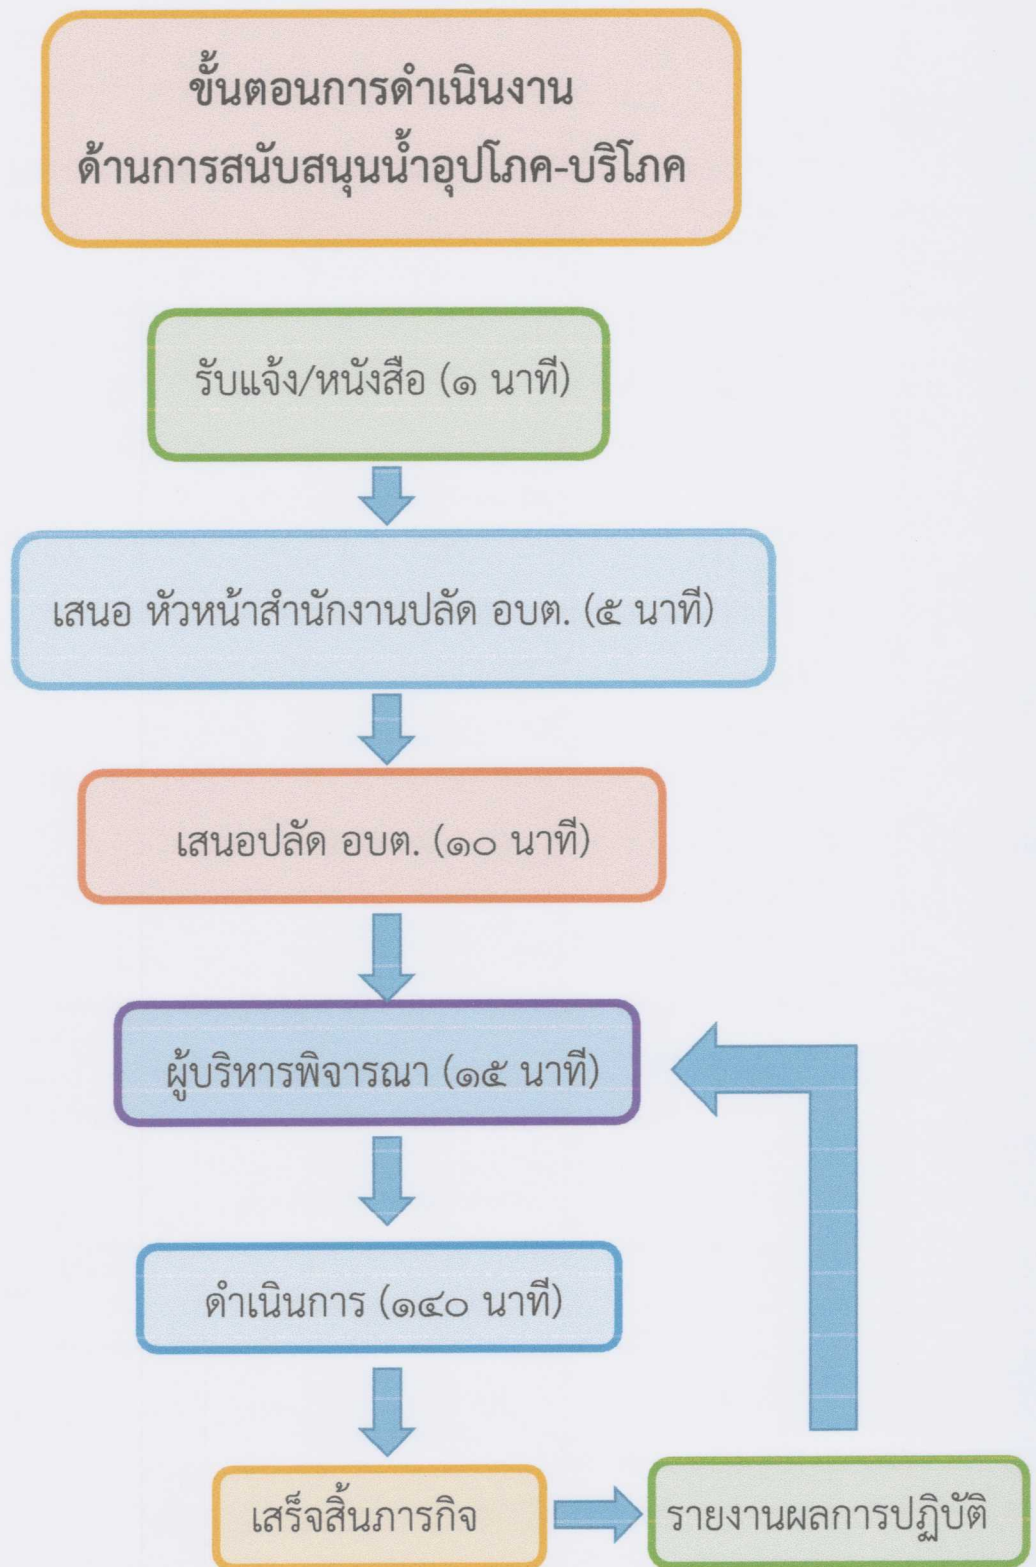 ขั้นตอนการดำเนินงาน
ด้านการสนับสนุนน้ำอุปโภค-บริโภค
รับแจ้ง/หนังสือ (๑ นาที)
เสนอ หัวหน้าสำนักงานปลัด อบต. (๕ นาที)
เสนอปลัด อบต. (๑๐ นาที)
ผู้บริหารพิจารณา (๑๕ นาที)
ดำเนินการ (๑๔๐ นาที)
เสร็จสิ้นภารกิจ
รายงานผลการปฏิบัติ